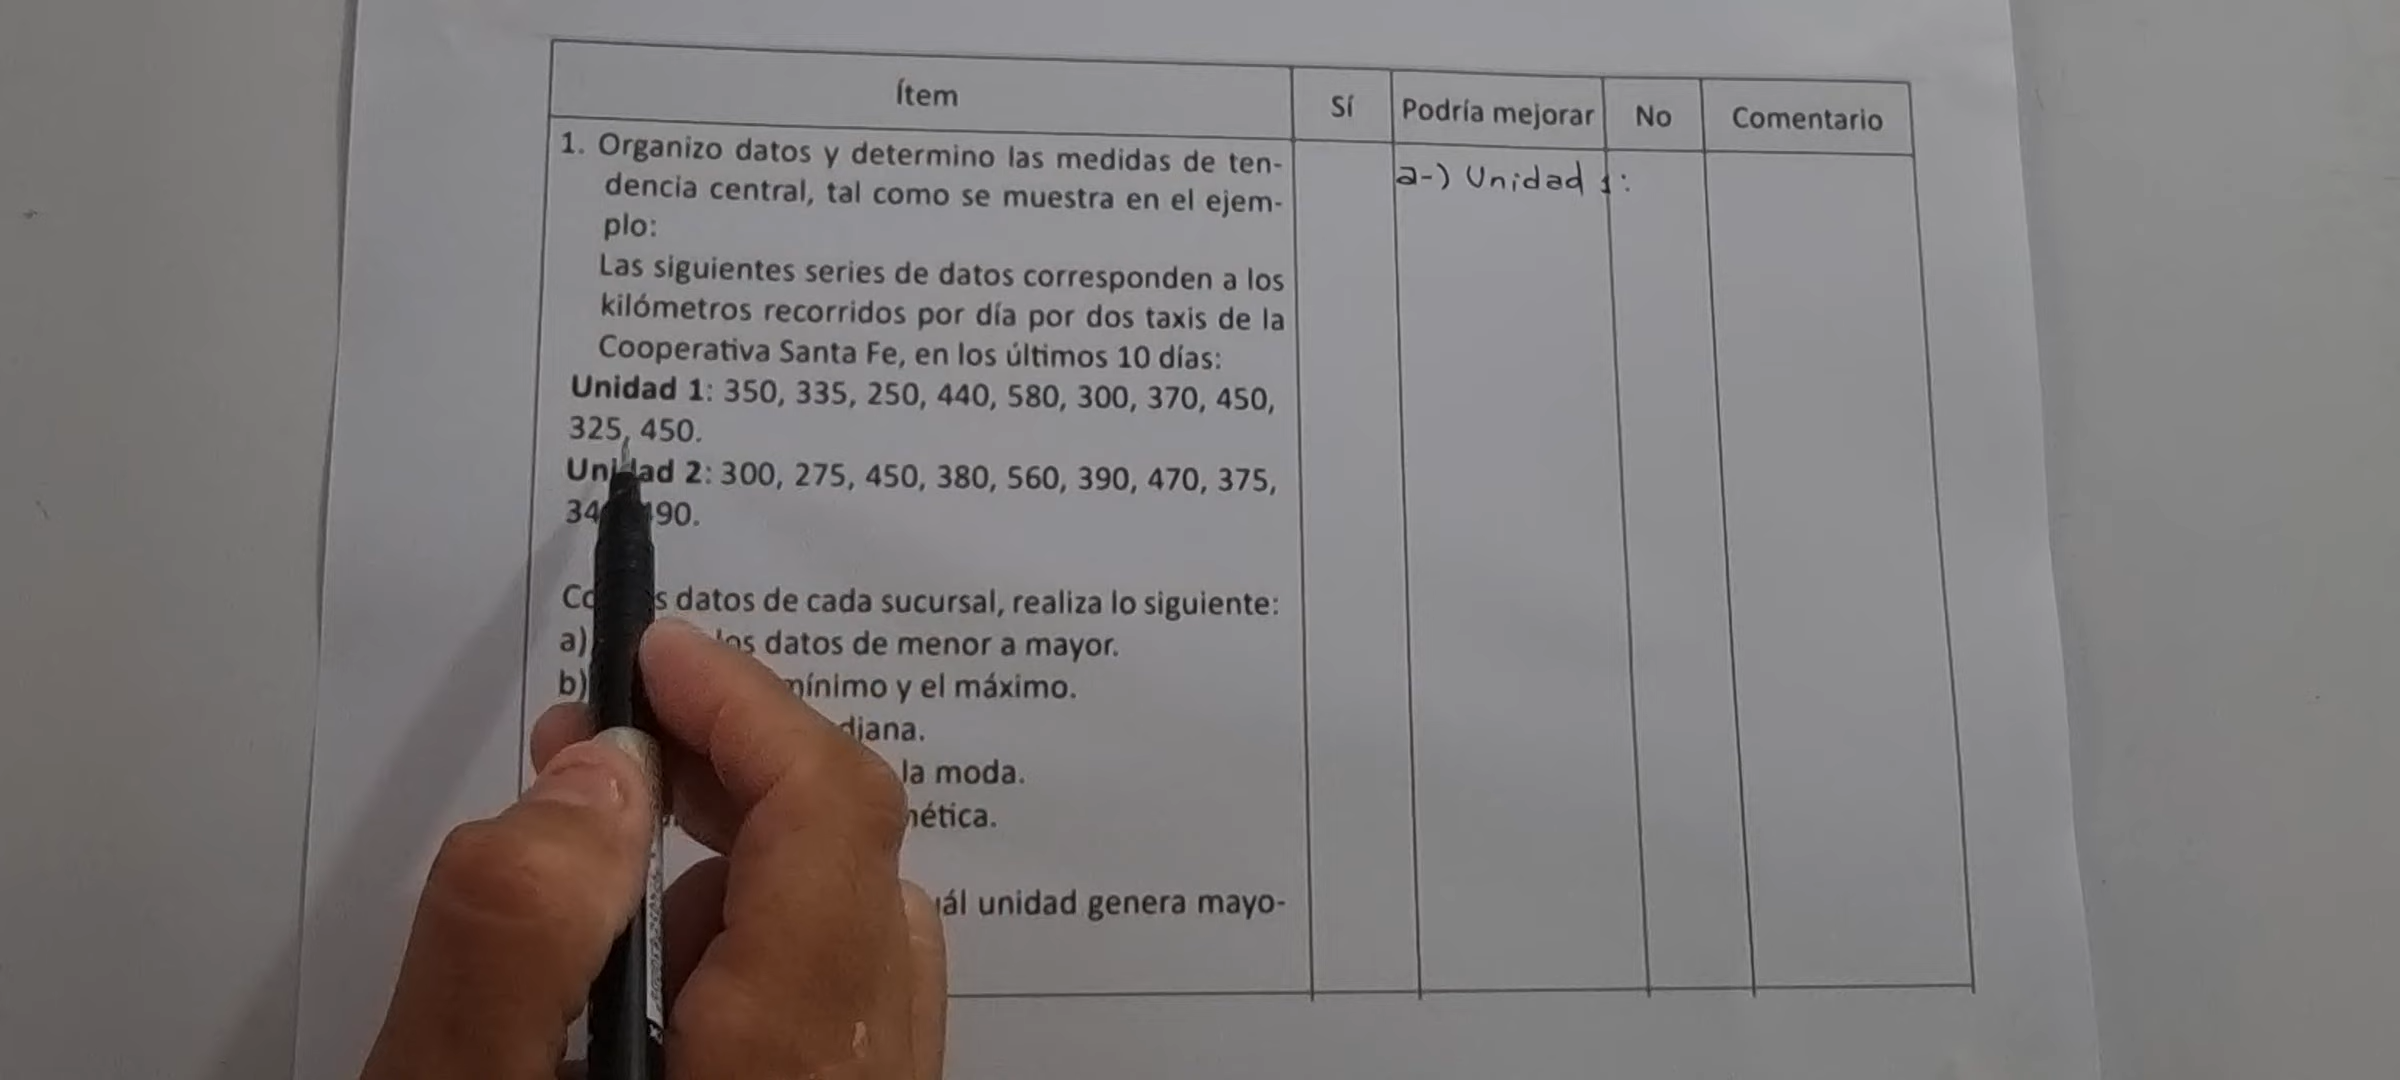 Ítem
Sí
Podría mejorar
No
Comentario
1. Organizo datos y determino las medidas de ten-
dencia central, tal como se muestra en el ejem-
plo:
Las siguientes series de datos corresponden a los
kilómetros recorridos por día por dos taxis de la
Cooperativa Santa Fe, en los últimos 10 días:
Unidad 1: 350, 335, 250, 440, 580, 300, 370, 450,
325, 450.
2: 300, 275, 450, 380, 560, 390, 470, 375,
datos de cada sucursal, realiza lo siguiente:
a) datos de menor a mayor.
b) y el máximo.
la moda.
unidad genera mayo-
a-) Unidad 1: